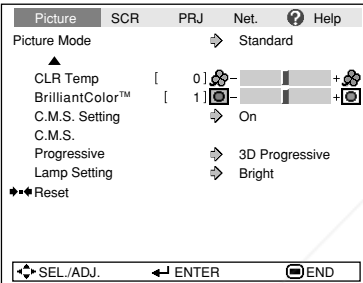 Picture SCR PRJ Net. ? Help
Picture Mode Standard
CLR Temp [ 0 ] - +
BrilliantColor™ [ 1 ] - +
C.M.S. Setting On
C.M.S.
Progressive 3D Progressive
Lamp Setting Bright
Reset
SEL./ADJ. ENTER END